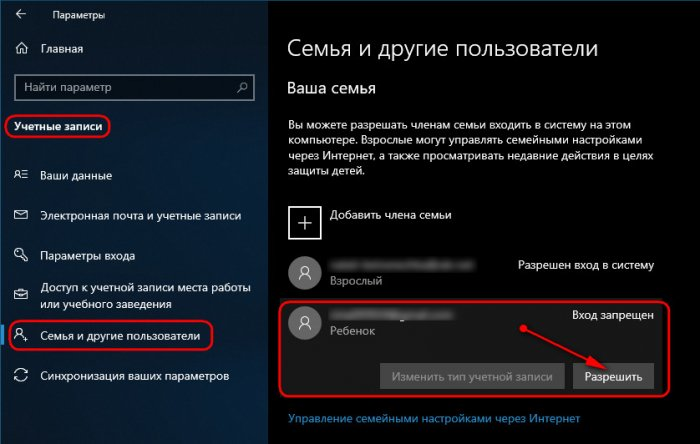 Параметры
Главная
Найти параметр
Учетные записи
Ваши данные
Электронная почта и учетные записи
Параметры входа
Доступ к учетной записи места работы
или учебного заведения
Семья и другие пользователи
Синхронизация ваших параметров
Семья и другие пользователи
Ваша семья
Вы можете разрешать членам семьи входить в систему на этом
компьютере. Взрослые могут управлять семейными настройками
через Интернет, а также просматривать недавние действия в целях
защиты детей.
Добавить члена семьи
Разрешен вход в систему
Взрослый
Вход запрещен
Ребенок
Изменить тип учетной записи
Разрешить
Управление семейными настройками через Интернет